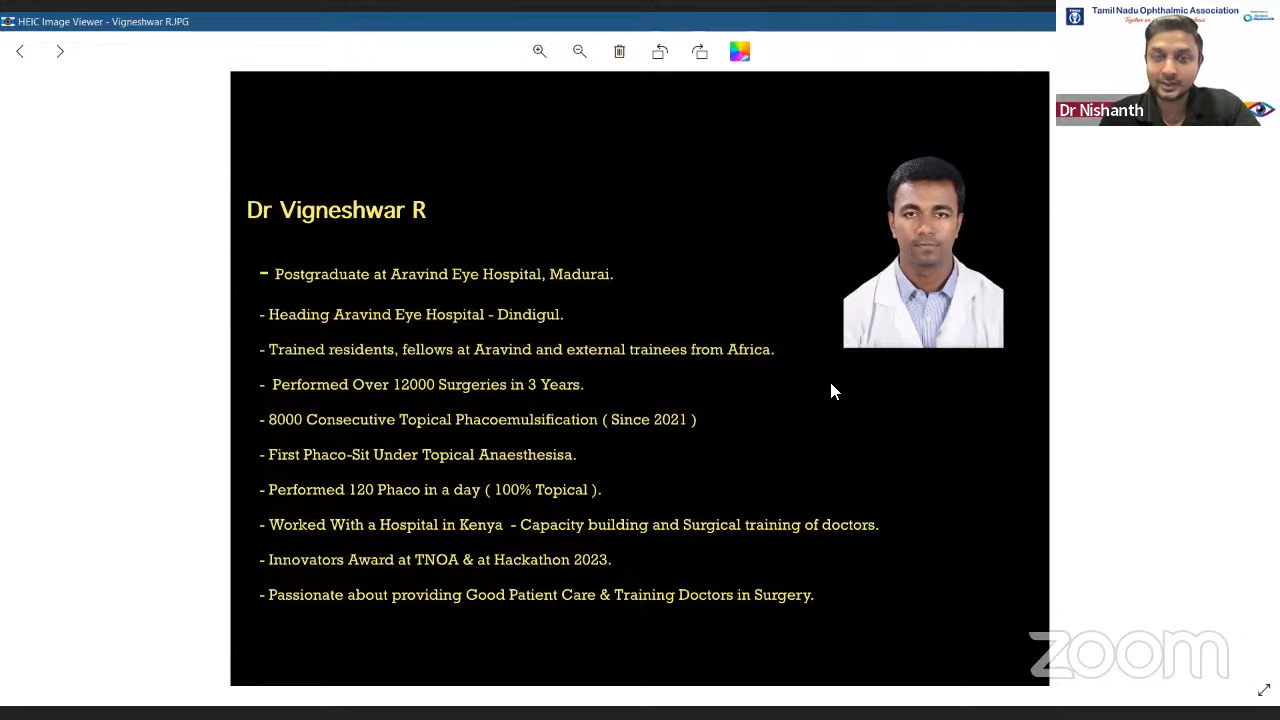 HEIC Image Viewer - Vigneshwar R.JPG
Tamil Nadu Ophthalmic Association
Dr Nishanth
Dr Vigneshwar R
- Postgraduate at Aravind Eye Hospital, Madurai.
- Heading Aravind Eye Hospital - Dindigul.
- Trained residents, fellows at Aravind and external trainees from Africa.
- Performed Over 12000 Surgeries in 3 Years.
- 8000 Consecutive Topical Phacoemulsification ( Since 2021 )
- First Phaco-Sit Under Topical Anaesthesisa.
- Performed 120 Phaco in a day ( 100% Topical ).
- Worked With a Hospital in Kenya - Capacity building and Surgical training of doctors.
- Innovators Award at TNOA & at Hackathon 2023.
- Passionate about providing Good Patient Care & Training Doctors in Surgery.
zoom